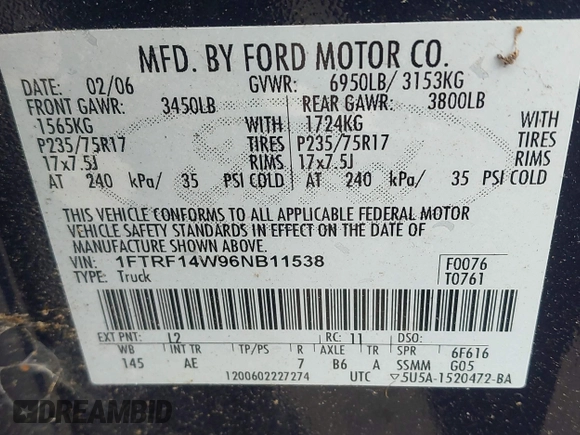 MFD. BY FORD MOTOR CO.
DATE: 02/06 GVWR: 6950LB/ 3153KG
FRONT GAWR: 3450LB REAR GAWR: 3800LB
1565KG WITH 1724KG WITH
P235/75R17 TIRES P235/75R17 TIRES
17x7.5J RIMS 17x7.5J RIMS
AT 240 kPa/ 35 PSI COLD AT 240 kPa/ 35 PSI COLD
THIS VEHICLE CONFORMS TO ALL APPLICABLE FEDERAL MOTOR
VEHICLE SAFETY STANDARDS IN EFFECT ON THE DATE OF
MANUFACTURE SHOWN ABOVE.
VIN: 1FTRF14W96NB11538 F0076
TYPE: Truck T0761
EXT PNT: L2 RC: 11 DSO:
WB INT TR TP/PS R AXLE TR SPR 6F616
145 AE 7 B6 A SSMM G05
1200602227274 UTC ▽5U5A-1520472-BA
DREAMBID